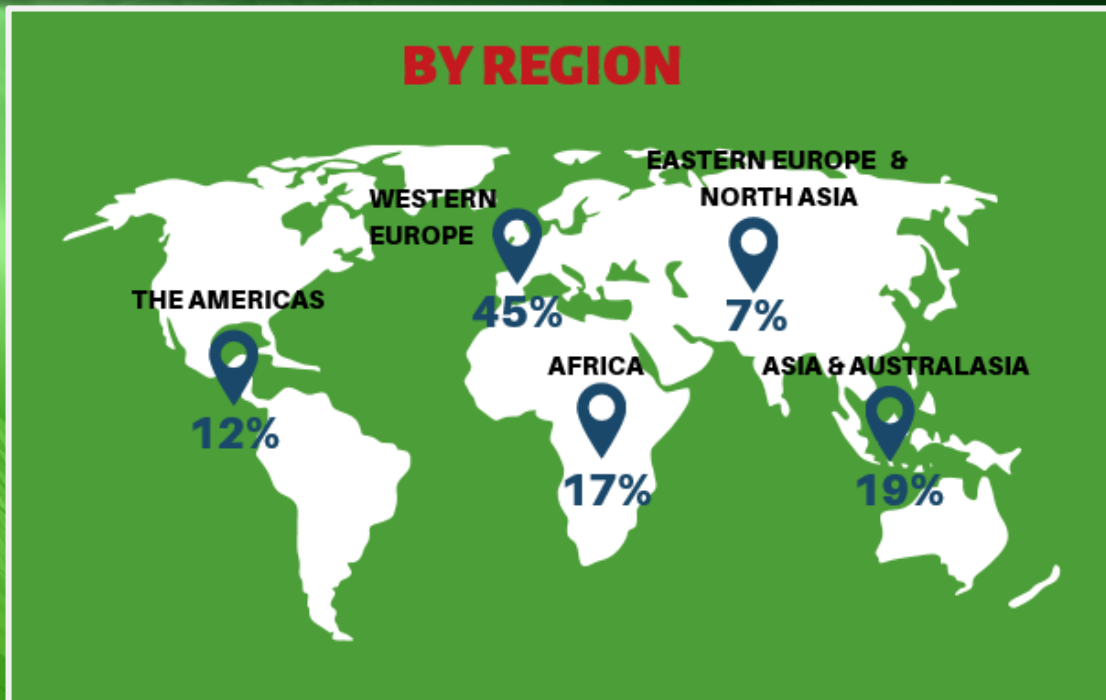 BY REGION
EASTERN EUROPE &
NORTH ASIA
7%
WESTERN
EUROPE
45%
THE AMERICAS
12%
AFRICA
17%
ASIA & AUSTRALASIA
19%